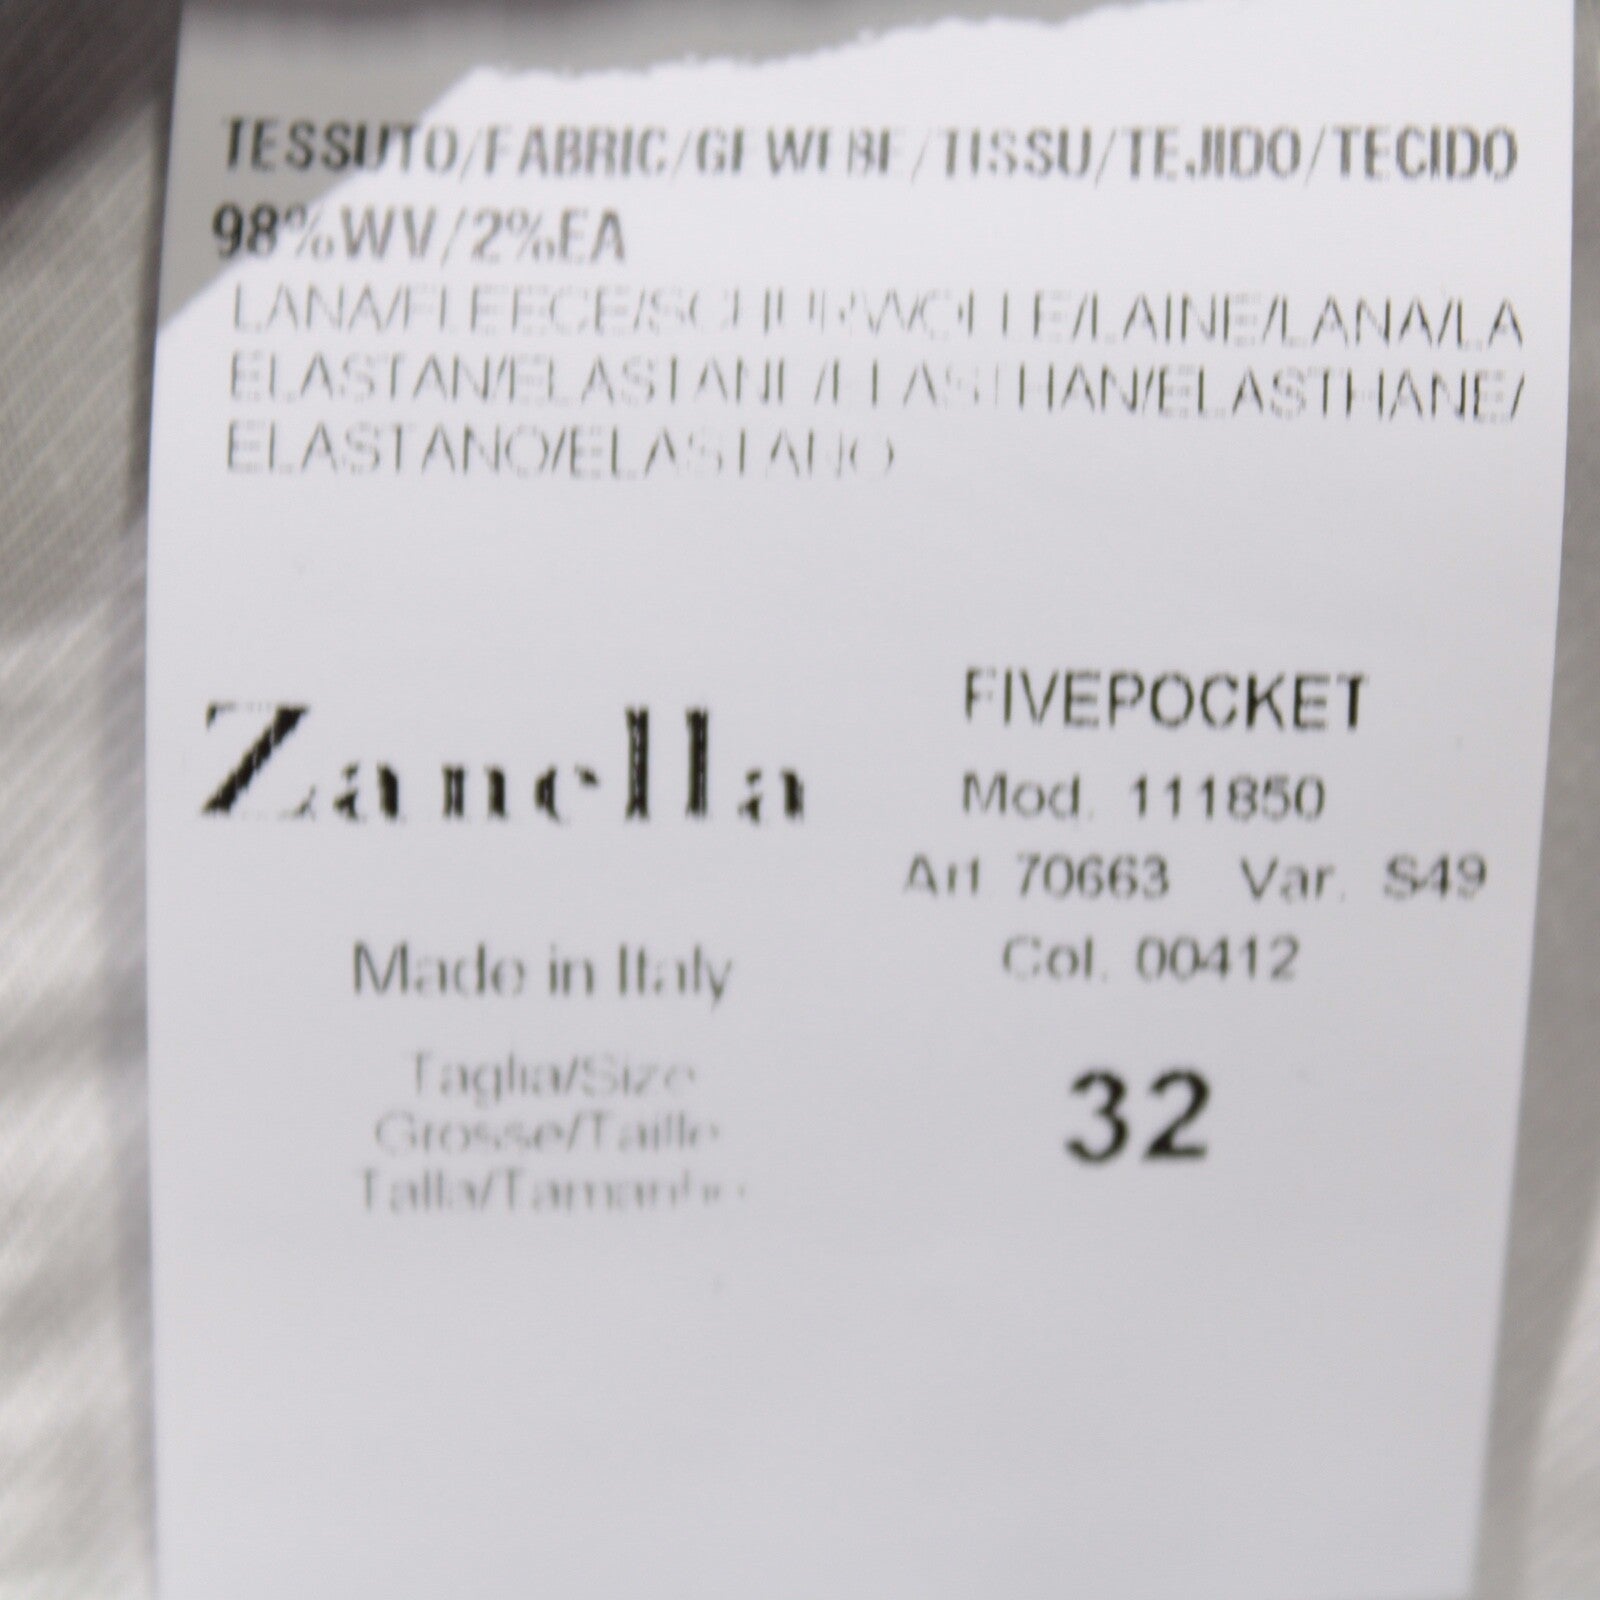 TESSUTO/FABRIC/GEWEBE/TISSU/TEJIDO/TECIDO
98%WV/2%EA
LANA/FLEECE/SCHURWOLLE/LAINE/LANA/LA
ELASTAN/ELASTANE/ELASTHAN/ELASTHANE/
ELASTANO/ELASTANO
Zanella
FIVEPOCKET
Mod. 111850
Art 70663 Var. S49
Col. 00412
Made in Italy
Taglia/Size
Grosse/Taille
Talla/Tamanho
32